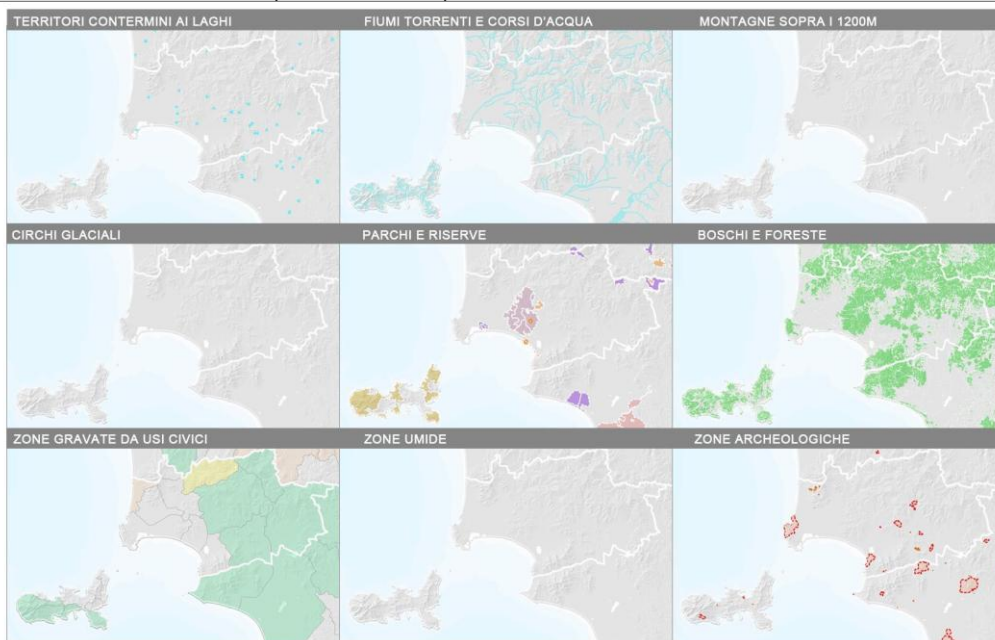 TERRITORI CONTERMINI AI LAGHI
FIUMI TORRENTI E CORSI D'ACQUA
MONTAGNE SOPRA I 1200M
CIRCHI GLACIALI
PARCHI E RISERVE
BOSCHI E FORESTE
ZONE GRAVATE DA USI CIVICI
ZONE UMIDE
ZONE ARCHEOLOGICHE